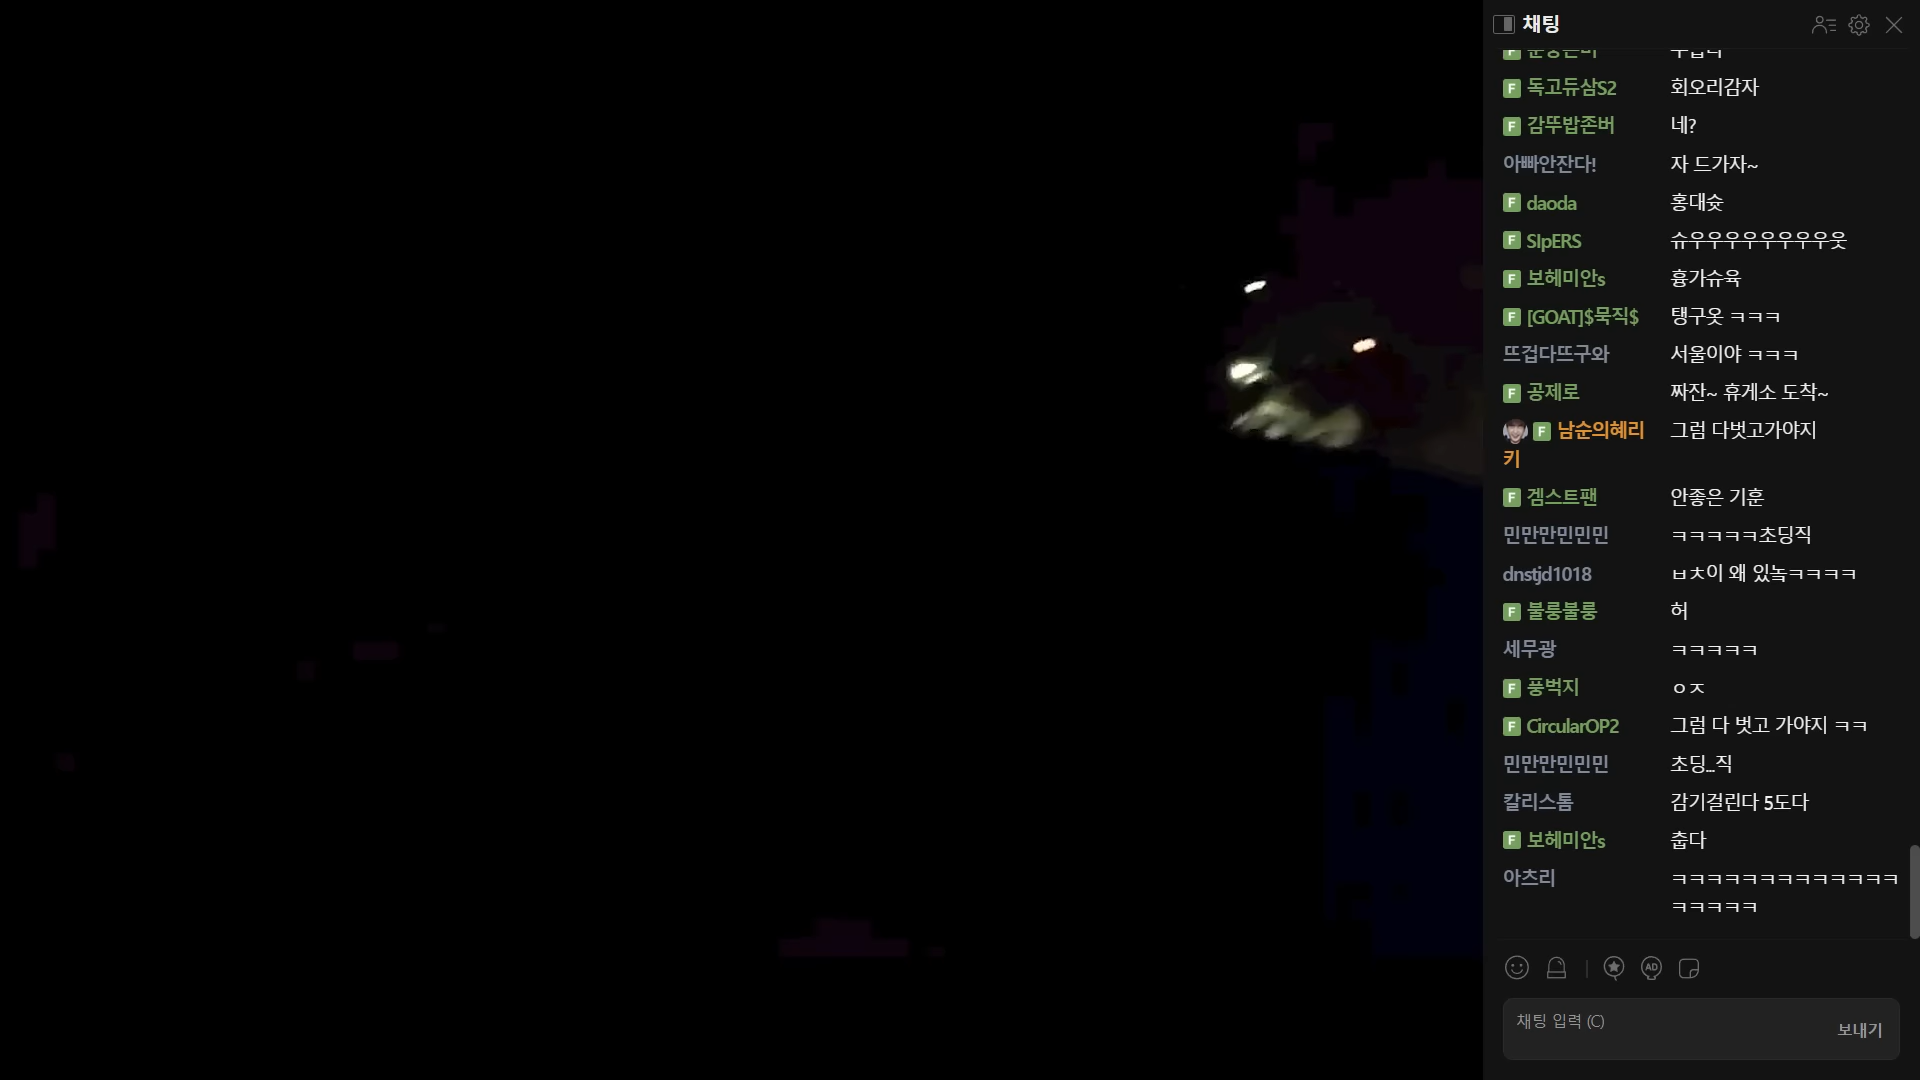 채팅
F 독고듀삼S2 회오리감자
F 감뚜밥존버 네?
아빠안잔다! 자 드가자~
F daoda 홍대슛
F SIpERS 슈우우우우우우우우웃
F 보헤미안s 흉가슈육
F [GOAT]$묵직$ 탱구옷 ㅋㅋㅋ
뜨겁다뜨구와 서울이야 ㅋㅋㅋ
F 공제로 짜잔~ 휴게소 도착~
F 남순의혜리 그럼 다벗고가야지
키
F 겜스트팬 안좋은 기훈
민만만민민민 ㅋㅋㅋㅋㅋ초딩직
dnstjd1018 ㅂㅊ이 왜 있눀ㅋㅋㅋㅋ
F 불룽불룽 허
세무광 ㅋㅋㅋㅋㅋ
F 풍벅지 ㅇㅈ
F CircularOP2 그럼 다 벗고 가야지 ㅋㅋ
민만만민민민 초딩...직
칼리스톰 감기걸린다 5도다
F 보헤미안s 춥다
아츠리 ㅋㅋㅋㅋㅋㅋㅋㅋㅋㅋㅋㅋㅋ
ㅋㅋㅋㅋㅋ
AD
채팅 입력 (C)
보내기